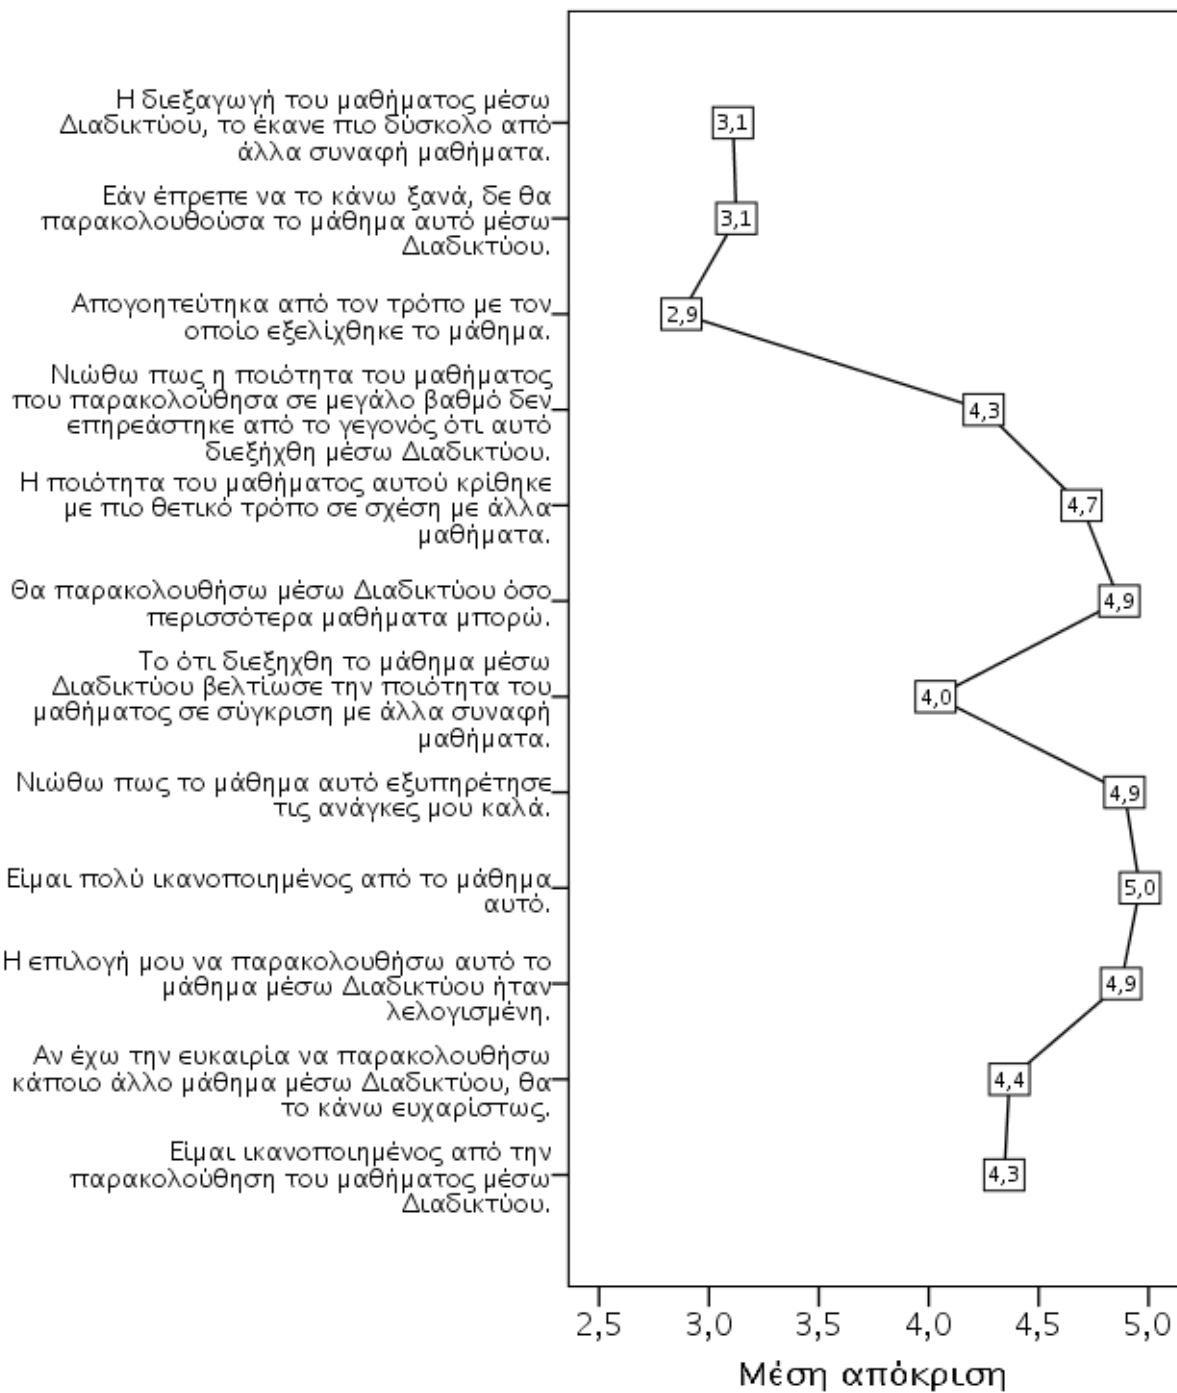 Η διεξαγωγή του μαθήματος μέσω
Διαδικτύου, το έκανε πιο δύσκολο από
άλλα συναφή μαθήματα.
3,1
Εάν έπρεπε να το κάνω ξανά, δε θα
παρακολουθούσα το μάθημα αυτό μέσω
Διαδικτύου.
3,1
Απογοητεύτηκα από τον τρόπο με τον
οποίο εξελίχθηκε το μάθημα.
2,9
Νιώθω πως η ποιότητα του μαθήματος
που παρακολούθησα σε μεγάλο βαθμό δεν
επηρεάστηκε από το γεγονός ότι αυτό
διεξήχθη μέσω Διαδικτύου.
4,3
Η ποιότητα του μαθήματος αυτού κρίθηκε
με πιο θετικό τρόπο σε σχέση με άλλα
μαθήματα.
4,7
Θα παρακολουθήσω μέσω Διαδικτύου όσο
περισσότερα μαθήματα μπορώ.
4,9
Το ότι διεξηχθη το μάθημα μέσω
Διαδικτύου βελτίωσε την ποιότητα του
μαθήματος σε σύγκριση με άλλα συναφή
μαθήματα.
4,0
Νιώθω πως το μάθημα αυτό εξυπηρέτησε
τις ανάγκες μου καλά.
4,9
Είμαι πολύ ικανοποιημένος από το μάθημα
αυτό.
5,0
Η επιλογή μου να παρακολουθήσω αυτό το
μάθημα μέσω Διαδικτύου ήταν
λελογισμένη.
4,9
Αν έχω την ευκαιρία να παρακολουθήσω
κάποιο άλλο μάθημα μέσω Διαδικτύου, θα
το κάνω ευχαρίστως.
4,4
Είμαι ικανοποιημένος από την
παρακολούθηση του μαθήματος μέσω
Διαδικτύου.
4,3
2,5 3,0 3,5 4,0 4,5 5,0
Μέση απόκριση